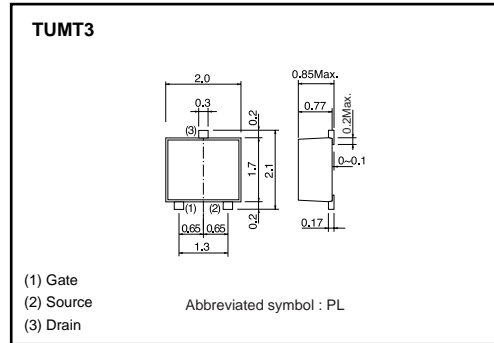 TUMT3
2.0
0.3
(3)
0.2
1.7
2.1
(1) (2)
0.65 0.65
0.2
1.3
0.85Max.
0.77
0.2Max.
0~0.1
0.17
(1) Gate
(2) Source
(3) Drain
Abbreviated symbol : PL